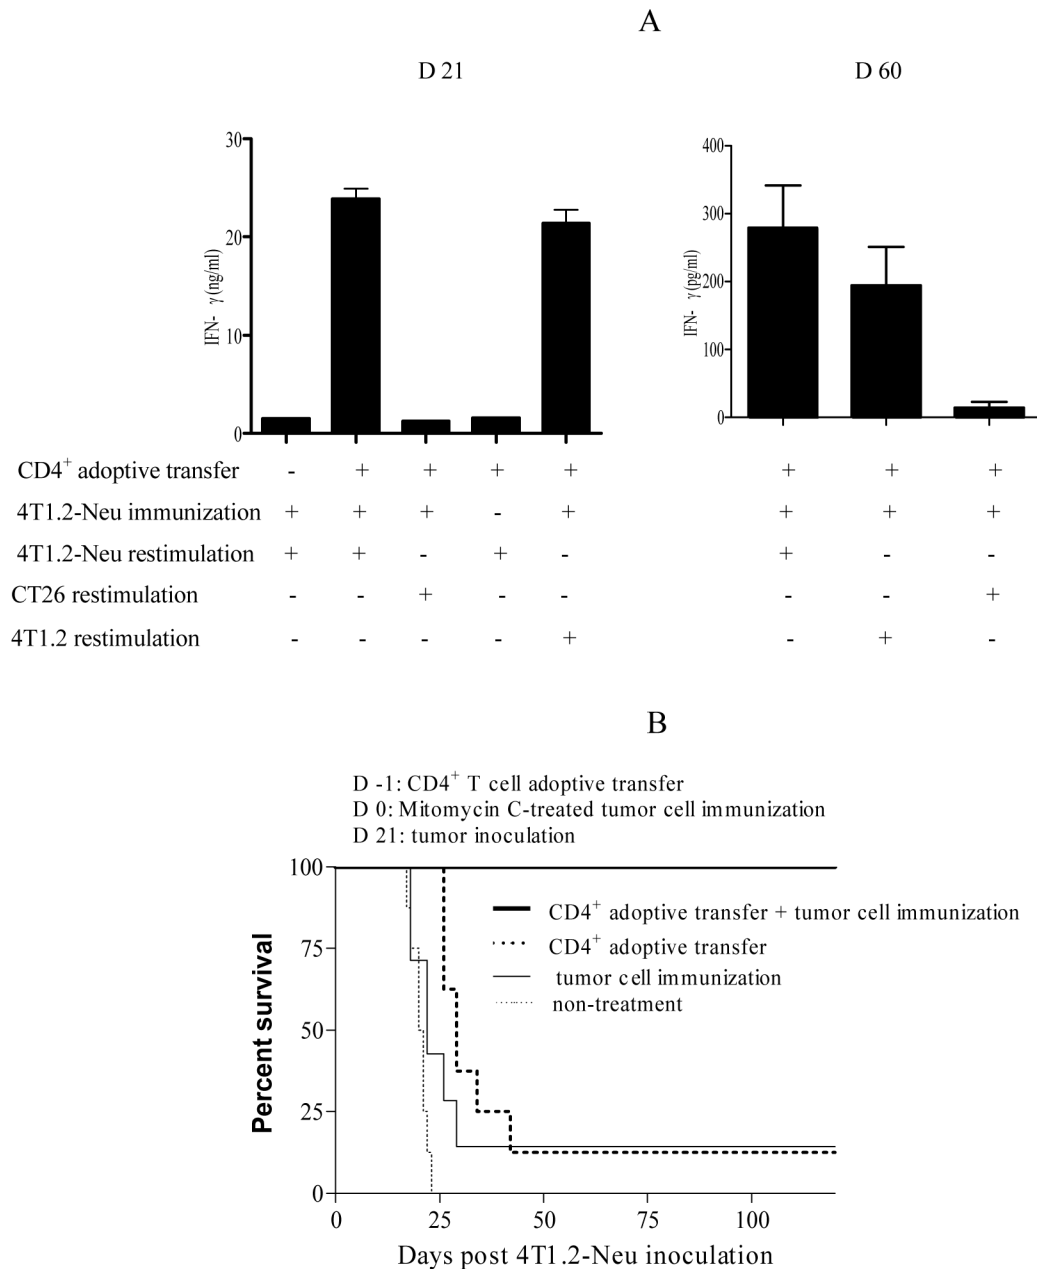 A
D 21
D 60
30
20
10
0
IFN- γ (ng/ml)
400
300
200
100
0
IFN- γ (pg/ml)
CD4+ adoptive transfer - + + + + + + +
4T1.2-Neu immunization + + + - + + + +
4T1.2-Neu restimulation + + - + - + - -
CT26 restimulation - - + - - - - +
4T1.2 restimulation - - - - + - + -
B
D -1: CD4+ T cell adoptive transfer
D 0: Mitomycin C-treated tumor cell immunization
D 21: tumor inoculation
100
75
50
25
0
Percent survival
CD4+ adoptive transfer + tumor cell immunization
CD4+ adoptive transfer
tumor cell immunization
non-treatment
0 25 50 75 100
Days post 4T1.2-Neu inoculation